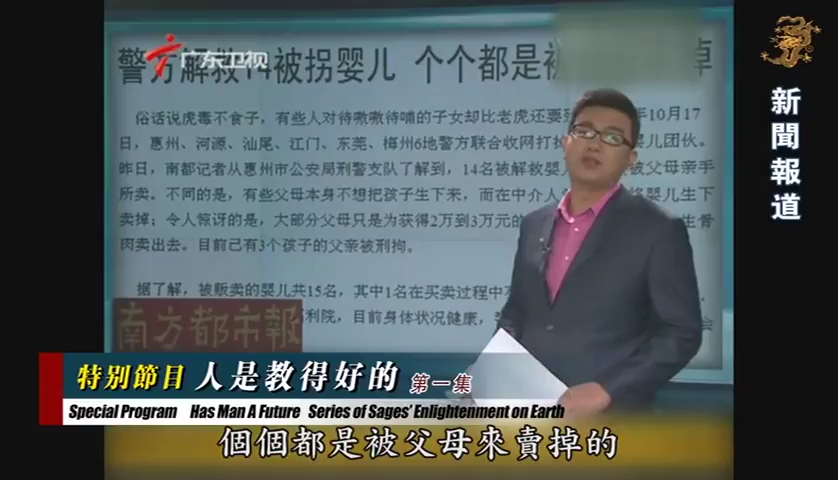 广东卫视
新聞報道
警方解救14被拐婴儿 个个都是被 掉
俗话说虎毒不食子，有些人对待嗷嗷待哺的子女却比老虎还要 年10月17
日，惠州、河源、汕尾、江门、东莞、梅州6地警方联合收网打 婴儿团伙。
昨日，南都记者从惠州市公安局刑警支队了解到，14名被解救婴 被父母亲手
所卖。不同的是，有些父母本身不想把孩子生下来，而在中介人 将婴儿生下
卖掉；令人惊讶的是，大部分父母只是为获得2万到3万元的 生骨
肉卖出去。目前已有3个孩子的父亲被刑拘。
据了解，被贩卖的婴儿共15名，其中1名在买卖过程中不
利院，目前身体状况健康， 会
南方都市報
特别節目 人是教得好的 第一集
Special Program Has Man A Future Series of Sages' Enlightenment on Earth
個個都是被父母來賣掉的